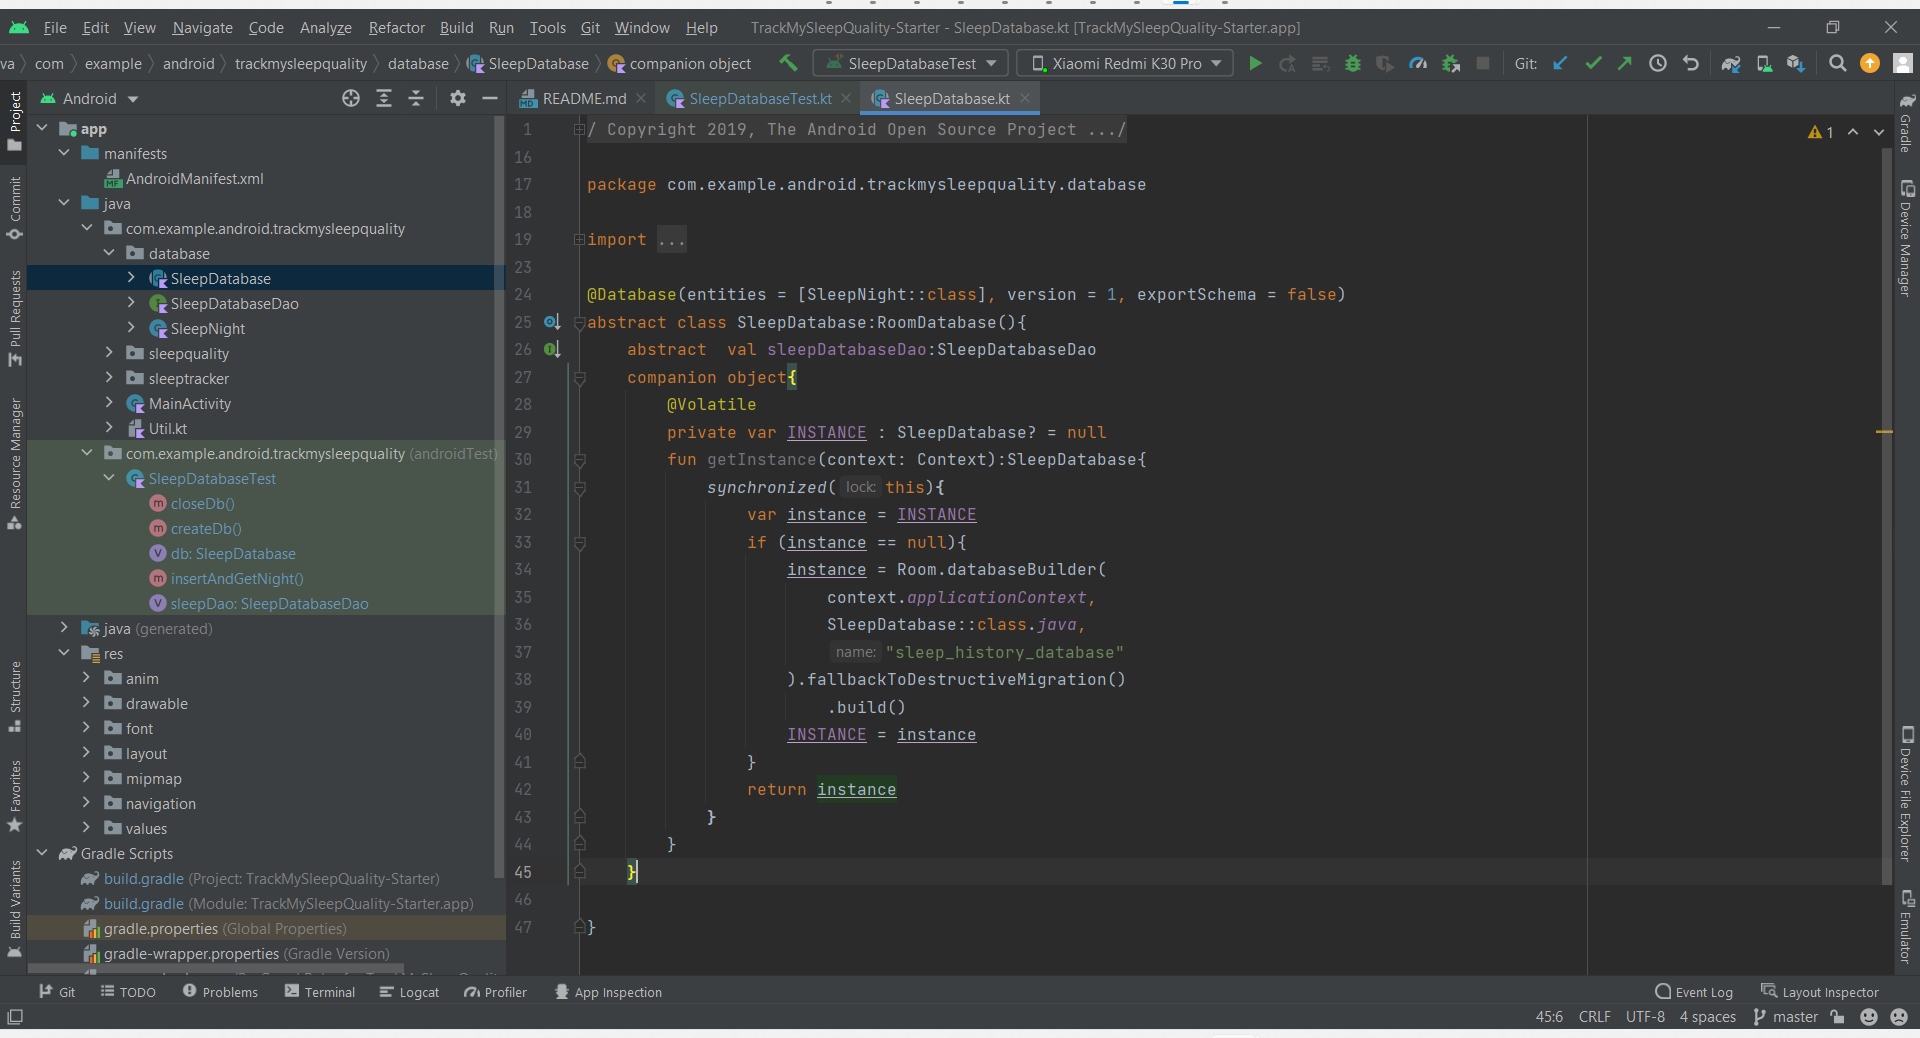 File Edit View Navigate Code Analyze Refactor Build Run Tools Git Window Help TrackMySleepQuality-Starter - SleepDatabase.kt [TrackMySleepQuality-Starter.app]
va com example android trackmysleepquality database SleepDatabase companion object SleepDatabaseTest Xiaomi Redmi K30 Pro Git:
Android
README.md SleepDatabaseTest.kt SleepDatabase.kt
Project
Commit
Pull Requests
Resource Manager
Structure
Favorites
Build Variants
app
manifests
AndroidManifest.xml
java
com.example.android.trackmysleepquality
database
SleepDatabase
SleepDatabaseDao
SleepNight
sleepquality
sleeptracker
MainActivity
Util.kt
com.example.android.trackmysleepquality (androidTest)
SleepDatabaseTest
closeDb()
createDb()
db: SleepDatabase
insertAndGetNight()
sleepDao: SleepDatabaseDao
java (generated)
res
anim
drawable
font
layout
mipmap
navigation
values
Gradle Scripts
build.gradle (Project: TrackMySleepQuality-Starter)
build.gradle (Module: TrackMySleepQuality-Starter.app)
gradle.properties (Global Properties)
gradle-wrapper.properties (Gradle Version)
1 / Copyright 2019, The Android Open Source Project .../
16
17 package com.example.android.trackmysleepquality.database
18
19 import ...
23
24 @Database(entities = [SleepNight::class], version = 1, exportSchema = false)
25 abstract class SleepDatabase:RoomDatabase(){
26 abstract  val sleepDatabaseDao:SleepDatabaseDao
27 companion object{
28 @Volatile
29 private var INSTANCE : SleepDatabase? = null
30 fun getInstance(context: Context):SleepDatabase{
31 synchronized( lock: this){
32 var instance = INSTANCE
33 if (instance == null){
34 instance = Room.databaseBuilder(
35 context.applicationContext,
36 SleepDatabase::class.java,
37 name: "sleep_history_database"
38 ).fallbackToDestructiveMigration()
39 .build()
40 INSTANCE = instance
41 }
42 return instance
43 }
44 }
45 }
46
47 }
1
Gradle
Device Manager
Device File Explorer
Emulator
Git TODO Problems Terminal Logcat Profiler App Inspection Event Log Layout Inspector
45:6 CRLF UTF-8 4 spaces master